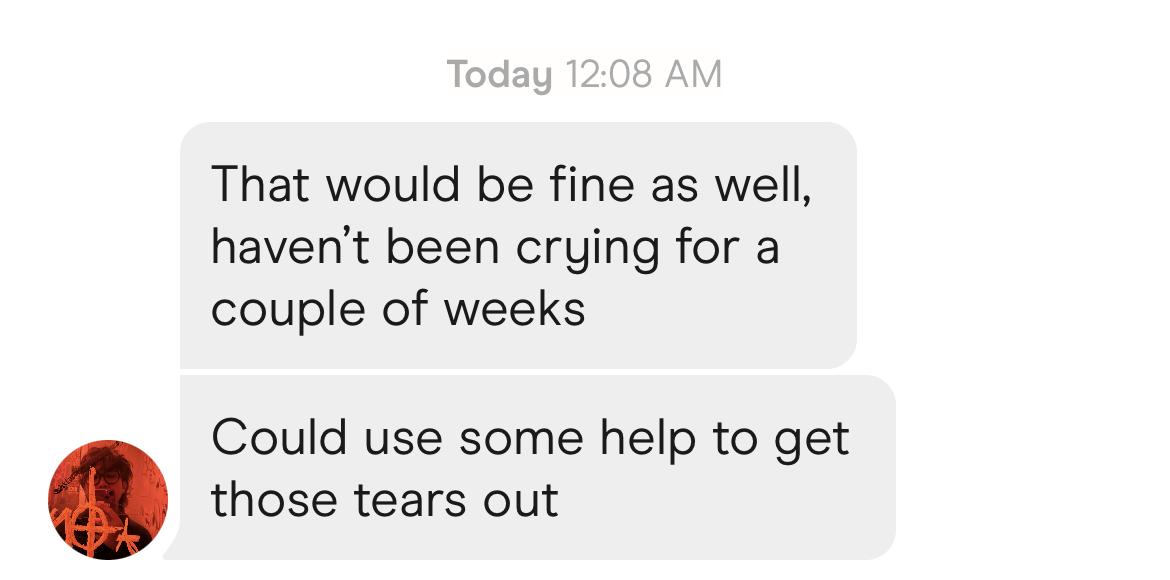 Today 12:08 AM
That would be fine as well,
haven’t been crying for a
couple of weeks
Could use some help to get
those tears out